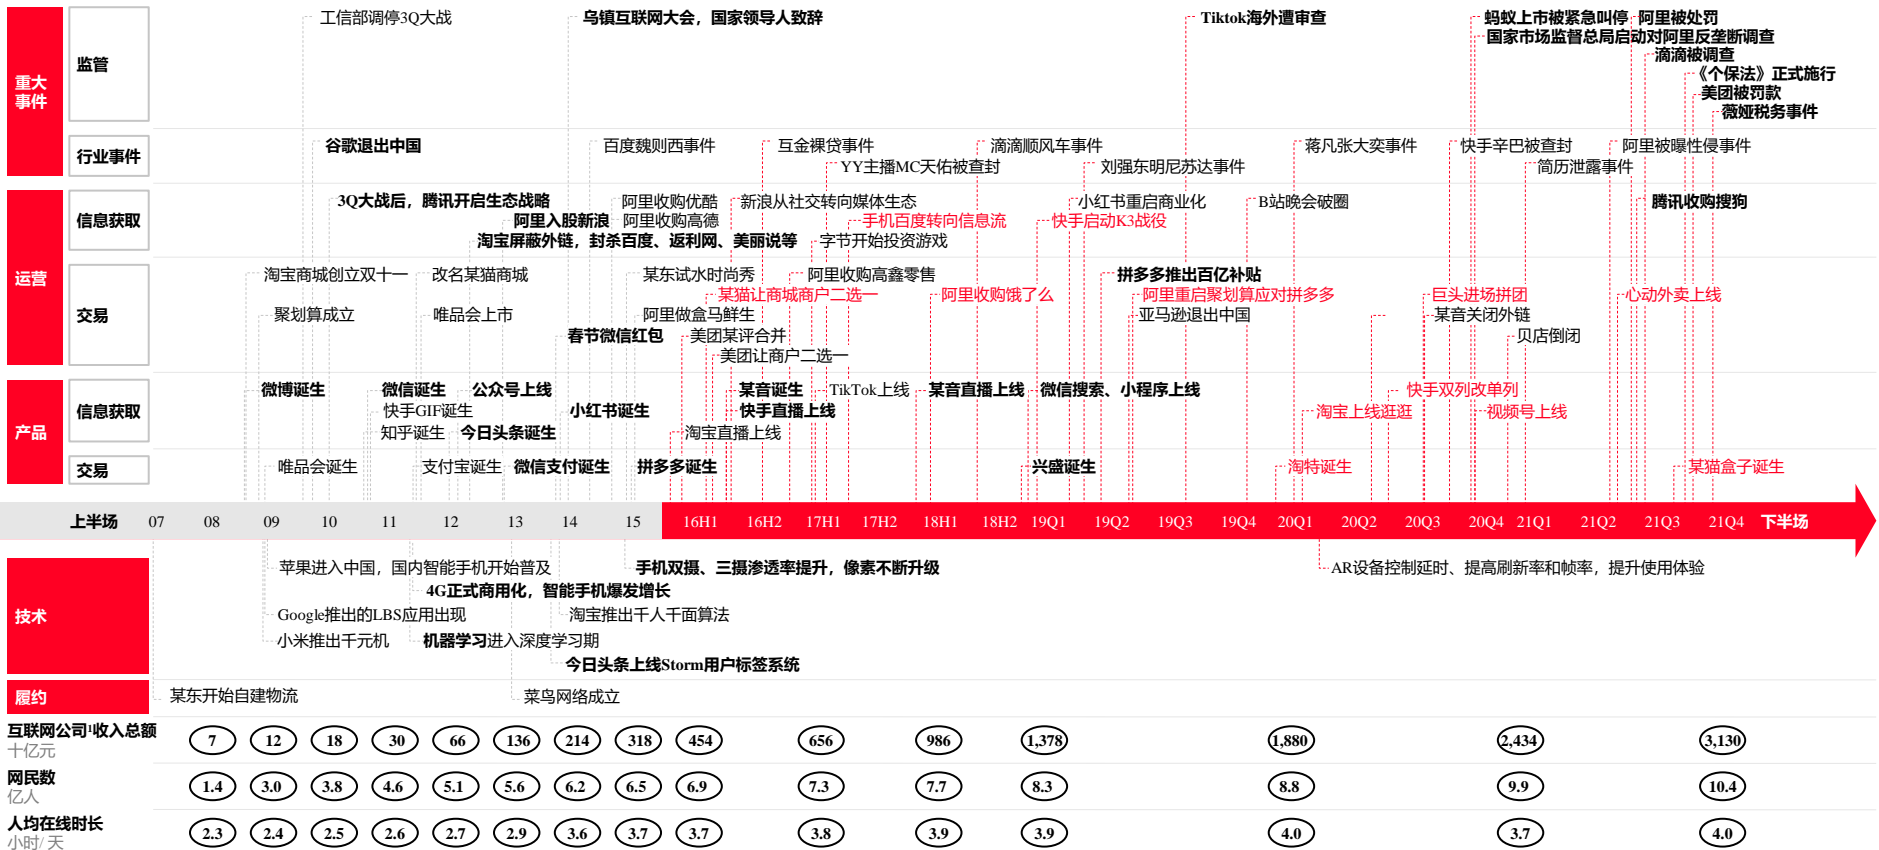 重大
事件
监管
工信部调停3Q大战
乌镇互联网大会，国家领导人致辞
Tiktok海外遭审查
蚂蚁上市被紧急叫停
阿里被处罚
国家市场监督总局启动对阿里反垄断调查
滴滴被调查
《个保法》正式施行
美团被罚款
薇娅税务事件
行业事件
谷歌退出中国
百度魏则西事件
互金裸贷事件
滴滴顺风车事件
蒋凡张大奕事件
快手辛巴被查封
阿里被曝性侵事件
YY主播MC天佑被查封
刘强东明尼苏达事件
简历泄露事件
运营
信息获取
3Q大战后，腾讯开启生态战略
阿里收购优酷
新浪从社交转向媒体生态
小红书重启商业化
B站晚会破圈
腾讯收购搜狗
阿里入股新浪
阿里收购高德
手机百度转向信息流
快手启动K3战役
淘宝屏蔽外链，封杀百度、返利网、美丽说等
字节开始投资游戏
交易
淘宝商城创立双十一
改名某猫商城
某东试水时尚秀
阿里收购高鑫零售
拼多多推出百亿补贴
某猫让商城商户二选一
阿里收购饿了么
阿里重启聚划算应对拼多多
巨头进场拼团
心动外卖上线
聚划算成立
唯品会上市
阿里做盒马鲜生
亚马逊退出中国
某音关闭外链
春节微信红包
美团某评合并
贝店倒闭
美团让商户二选一
产品
信息获取
微博诞生
微信诞生
公众号上线
某音诞生
TikTok上线
某音直播上线
微信搜索、小程序上线
快手双列改单列
快手GIF诞生
小红书诞生
快手直播上线
淘宝上线逛逛
视频号上线
知乎诞生
今日头条诞生
淘宝直播上线
交易
唯品会诞生
支付宝诞生
微信支付诞生
拼多多诞生
兴盛诞生
淘特诞生
某猫盒子诞生
上半场 07 08 09 10 11 12 13 14 15 16H1 16H2 17H1 17H2 18H1 18H2 19Q1 19Q2 19Q3 19Q4 20Q1 20Q2 20Q3 20Q4 21Q1 21Q2 21Q3 21Q4 下半场
技术
苹果进入中国，国内智能手机开始普及
手机双摄、三摄渗透率提升，像素不断升级
AR设备控制延时、提高刷新率和帧率，提升使用体验
4G正式商用化，智能手机爆发增长
Google推出的LBS应用出现
淘宝推出千人千面算法
小米推出千元机
机器学习进入深度学习期
今日头条上线Storm用户标签系统
履约
某东开始自建物流
菜鸟网络成立
互联网公司¹收入总额
十亿元
7 12 18 30 66 136 214 318 454 656 986 1,378 1,880 2,434 3,130
网民数
亿人
1.4 3.0 3.8 4.6 5.1 5.6 6.2 6.5 6.9 7.3 7.7 8.3 8.8 9.9 10.4
人均在线时长
小时/天
2.3 2.4 2.5 2.6 2.7 2.9 3.6 3.7 3.7 3.8 3.9 3.9 4.0 3.7 4.0